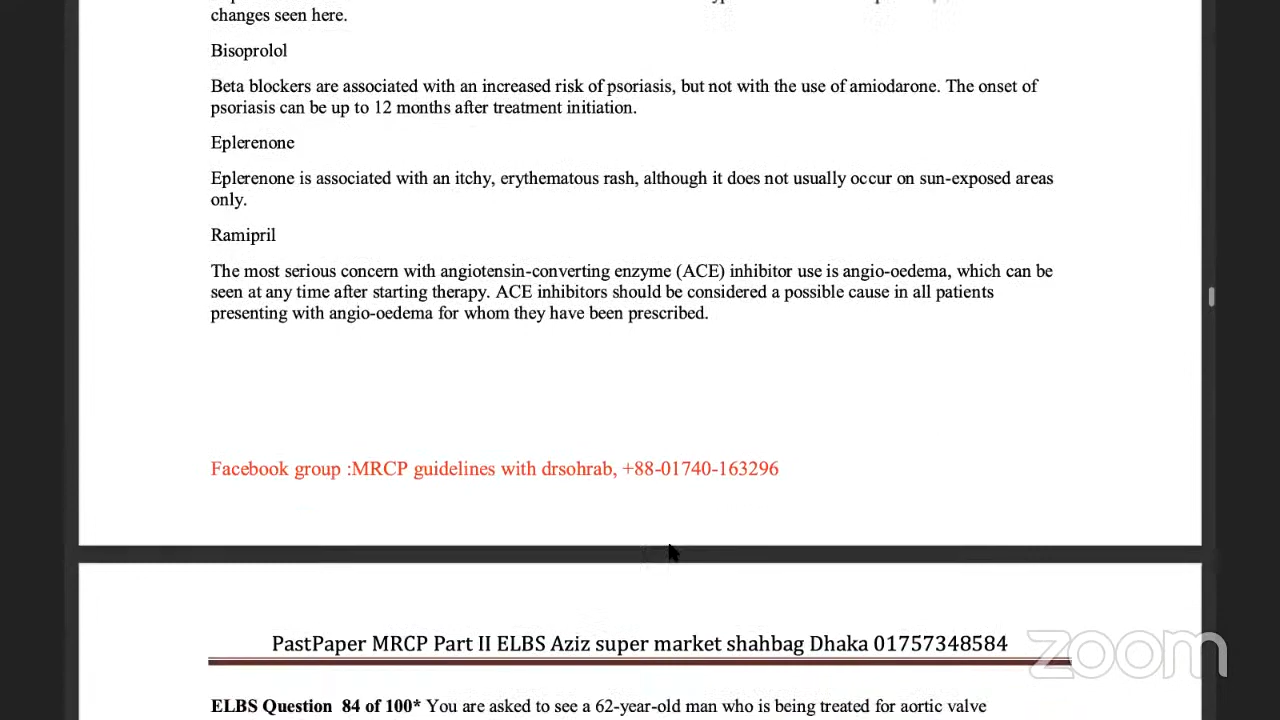 changes seen here.
Bisoprolol
Beta blockers are associated with an increased risk of psoriasis, but not with the use of amiodarone. The onset of
psoriasis can be up to 12 months after treatment initiation.
Eplerenone
Eplerenone is associated with an itchy, erythematous rash, although it does not usually occur on sun-exposed areas
only.
Ramipril
The most serious concern with angiotensin-converting enzyme (ACE) inhibitor use is angio-oedema, which can be
seen at any time after starting therapy. ACE inhibitors should be considered a possible cause in all patients
presenting with angio-oedema for whom they have been prescribed.
Facebook group :MRCP guidelines with drsohrab, +88-01740-163296
PastPaper MRCP Part II ELBS Aziz super market shahbag Dhaka 01757348584
zoom
ELBS Question 84 of 100* You are asked to see a 62-year-old man who is being treated for aortic valve